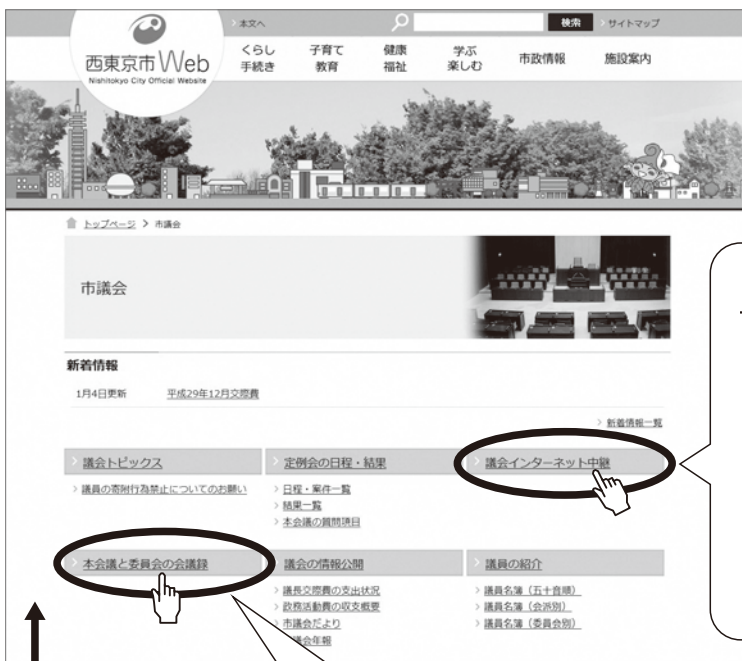 本文へ
検索
サイトマップ
西東京市Web
Nishitokyo City Official Website
くらし
手続き
子育て
教育
健康
福祉
学ぶ
楽しむ
市政情報
施設案内
トップページ > 市議会
市議会
新着情報
1月4日更新 平成29年12月交際費
> 新着情報一覧
> 議会トピックス
> 議員の寄附行為禁止についてのお願い
> 定例会の日程・結果
> 日程・案件一覧
> 結果一覧
> 本会議の質問項目
> 議会インターネット中継
> 本会議と委員会の会議録
議会の情報公開
> 議長交際費の支出状況
> 政務活動費の収支概要
> 市議会だより
議会年報
> 議員の紹介
> 議員名簿(五十音順)
> 議員名簿(会派別)
> 議員名簿(委員会別)